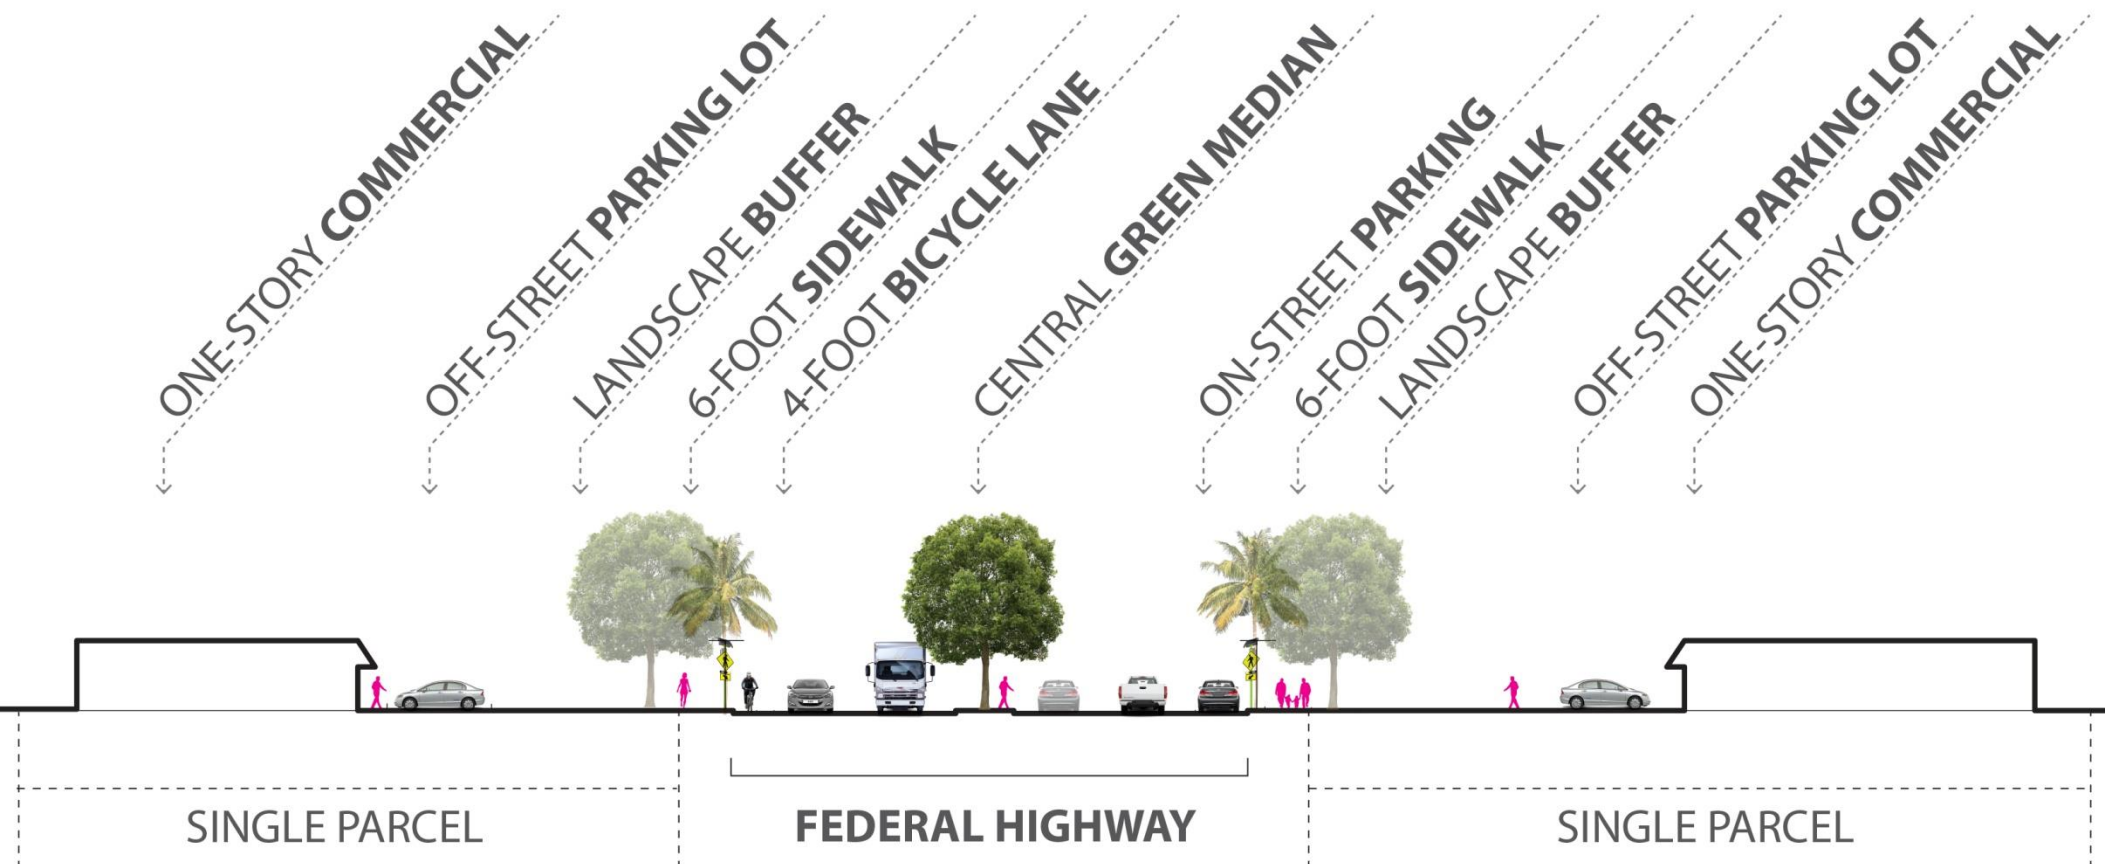 ONE-STORY COMMERCIAL
OFF-STREET PARKING LOT
LANDSCAPE BUFFER
6-FOOT SIDEWALK
4-FOOT BICYCLE LANE
CENTRAL GREEN MEDIAN
ON-STREET PARKING
6-FOOT SIDEWALK
LANDSCAPE BUFFER
OFF-STREET PARKING LOT
ONE-STORY COMMERCIAL
SINGLE PARCEL
FEDERAL HIGHWAY
SINGLE PARCEL